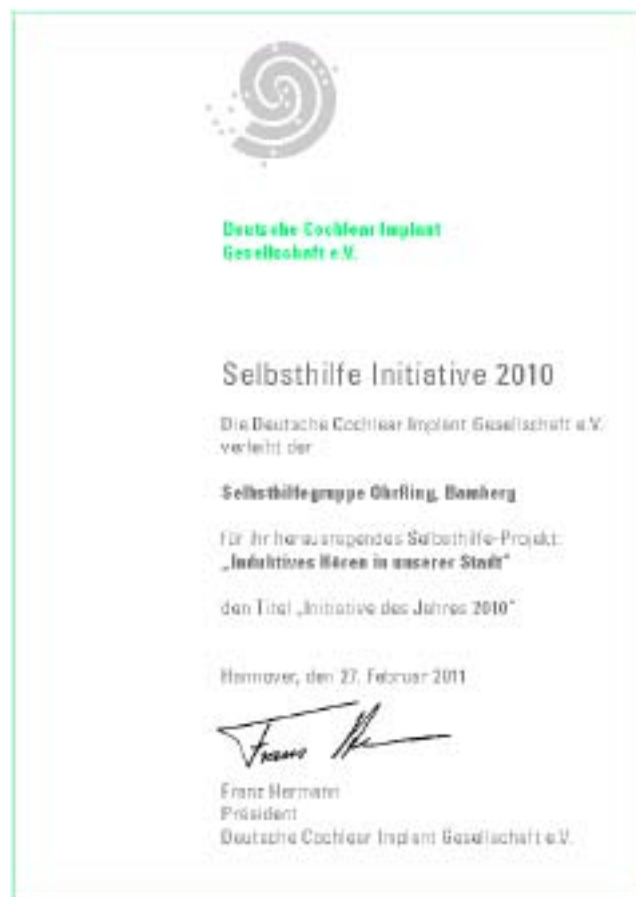 Deutsche Cochlear Implant
Gesellschaft e.V.
Selbsthilfe Initiative 2010
Die Deutsche Cochlear Implant Gesellschaft e.V.
verleiht der
Selbsthilfegruppe OhrRing, Bamberg
für ihr herausragendes Selbsthilfe-Projekt:
„Induktives Hören in unserer Stadt"
den Titel „Initiative des Jahres 2010"
Hannover, den 27. Februar 2011
Franz Hermann
Präsident
Deutsche Cochlear Implant Gesellschaft e.V.